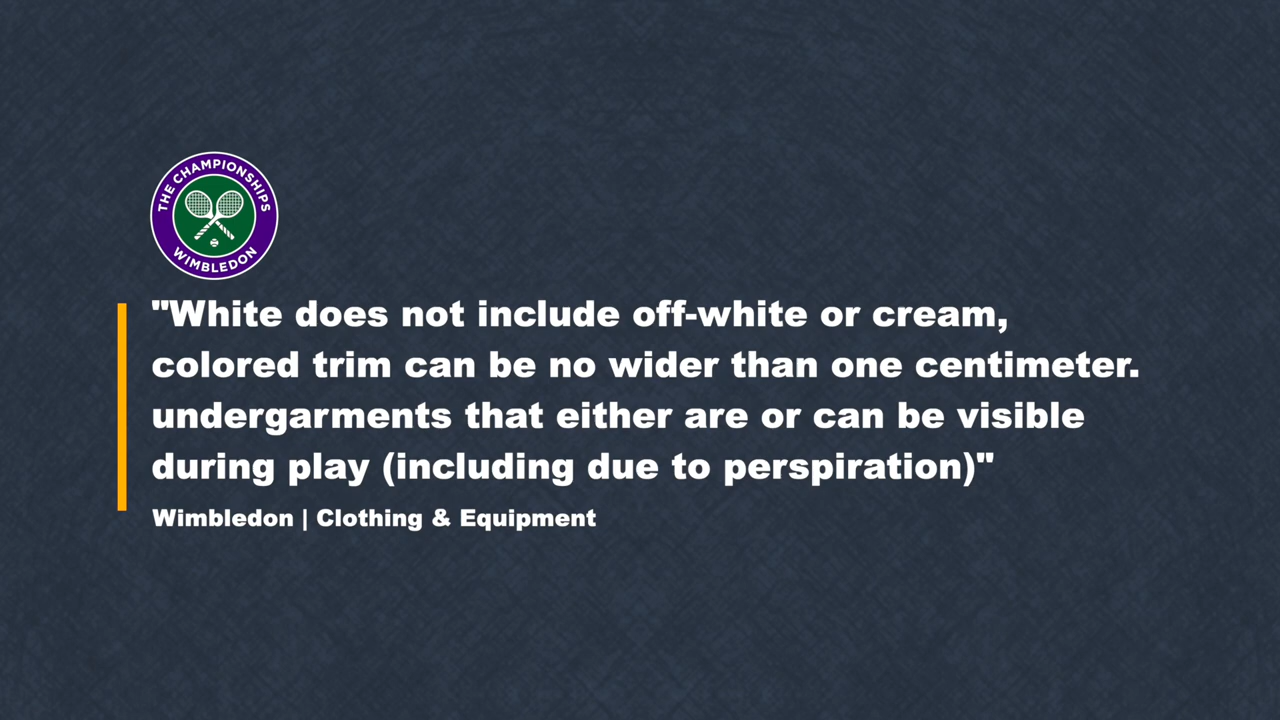 THE CHAMPIONSHIPS
WIMBLEDON
"White does not include off-white or cream,
colored trim can be no wider than one centimeter.
undergarments that either are or can be visible
during play (including due to perspiration)"
Wimbledon | Clothing & Equipment